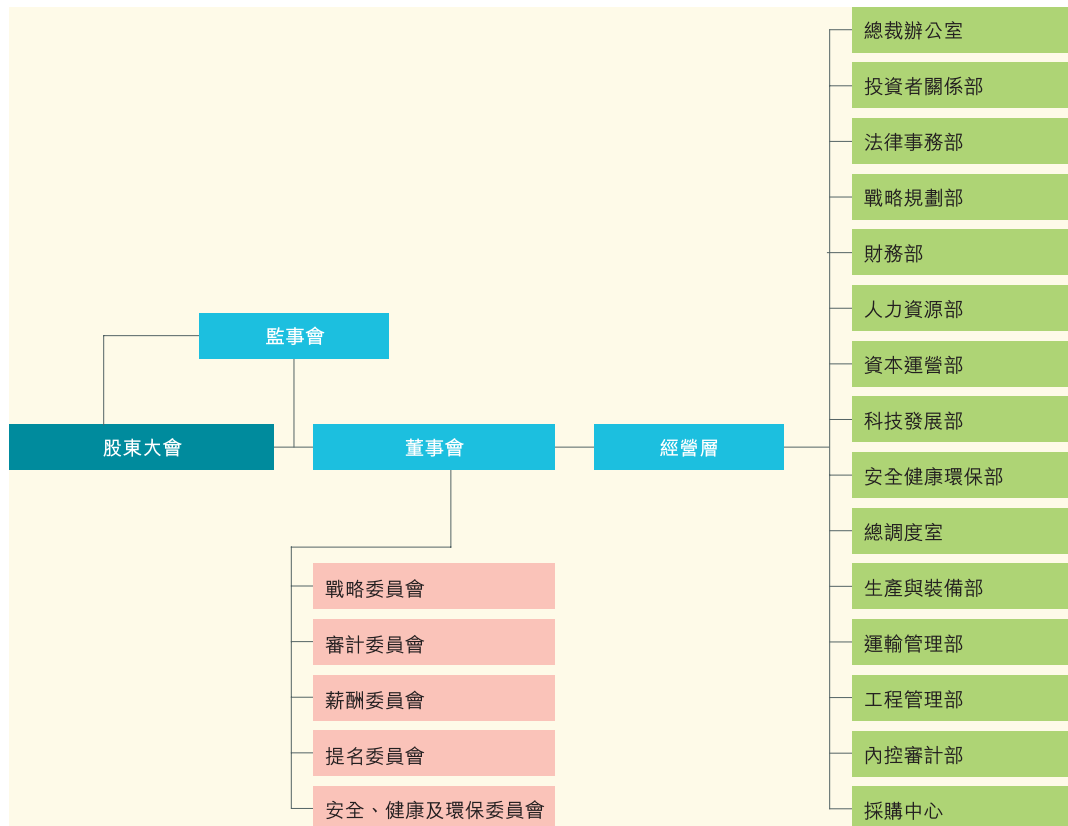 監事會
股東大會
董事會
經營層
戰略委員會
審計委員會
薪酬委員會
提名委員會
安全、健康及環保委員會
總裁辦公室
投資者關係部
法律事務部
戰略規劃部
財務部
人力資源部
資本運營部
科技發展部
安全健康環保部
總調度室
生產與裝備部
運輸管理部
工程管理部
內控審計部
採購中心